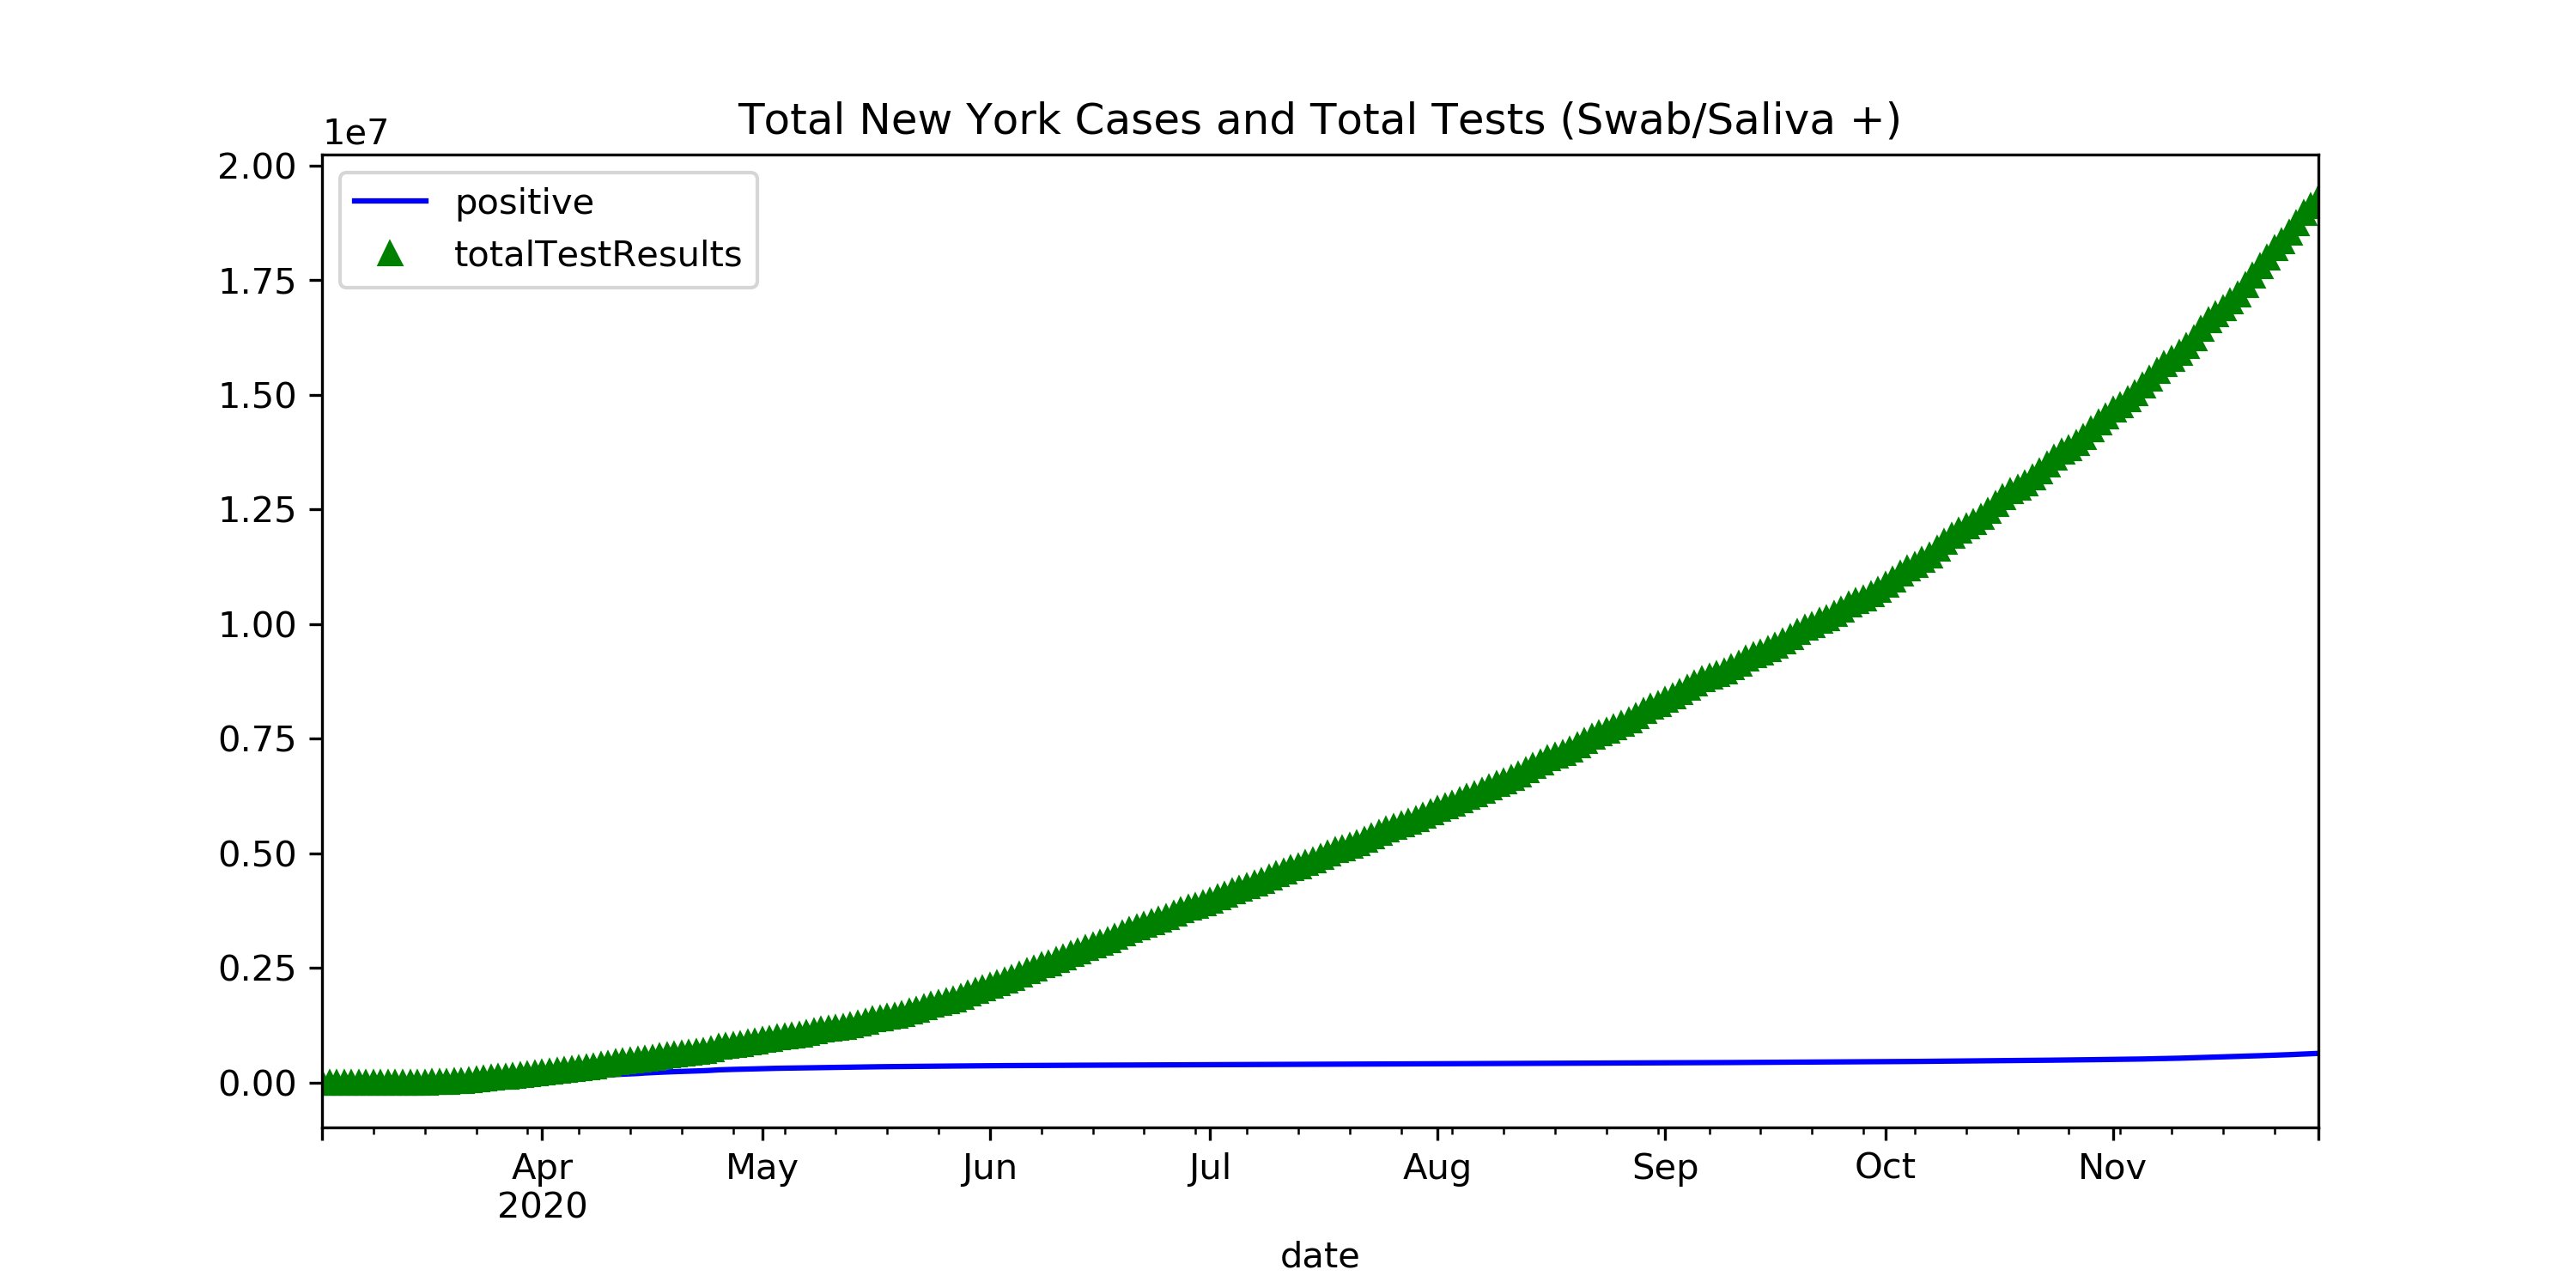 Total New York Cases and Total Tests (Swab/Saliva +)
1e7
2.00
1.75
1.50
1.25
1.00
0.75
0.50
0.25
0.00
positive
totalTestResults
Apr May Jun Jul Aug Sep Oct Nov
2020
date